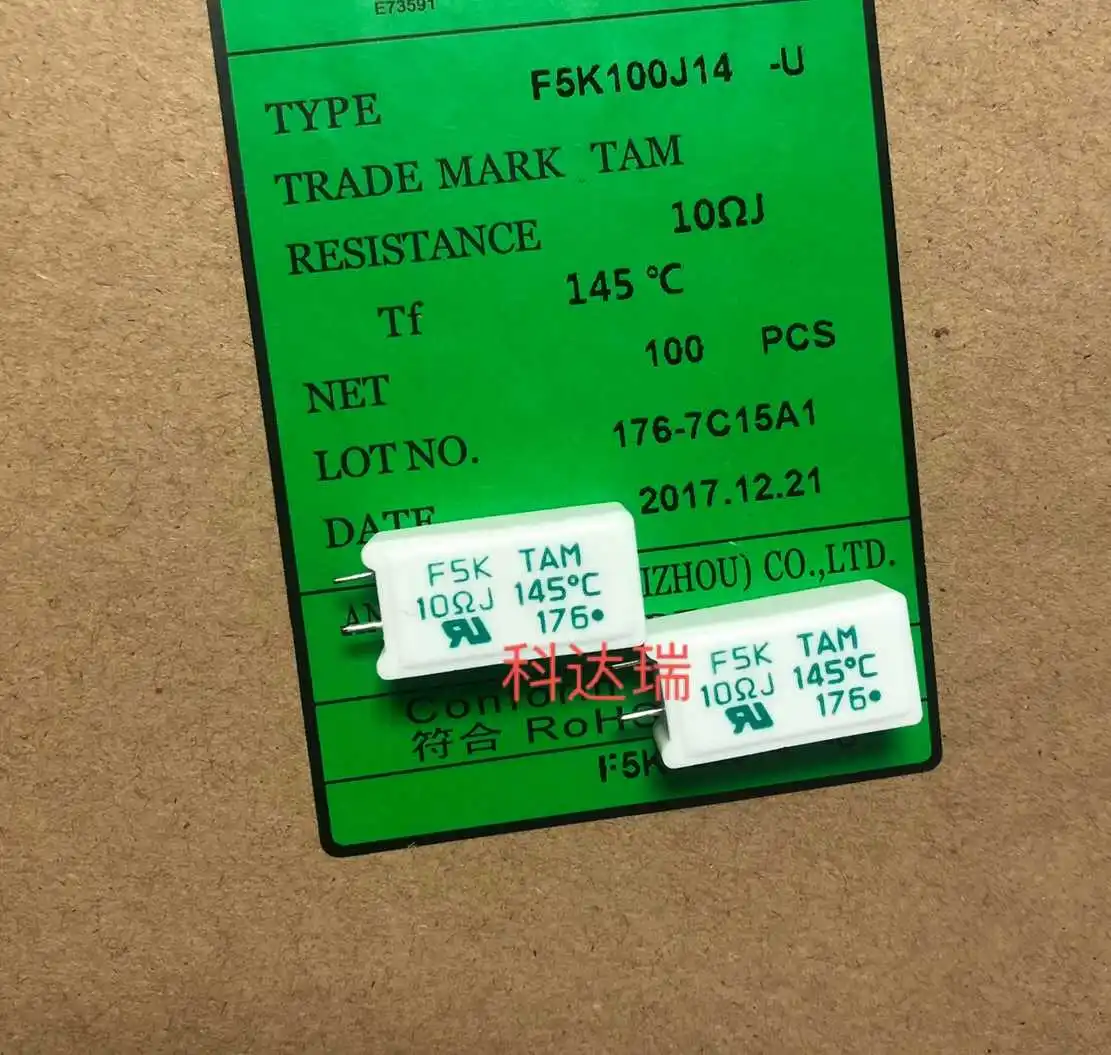 E73591
TYPE F5K100J14 -U
TRADE MARK TAM
RESISTANCE 10ΩJ
Tf 145 ℃
NET 100 PCS
LOT NO. 176-7C15A1
DATE 2017.12.21
IZHOU) CO.,LTD.
符合 RoHS
F5K
F5K TAM
10ΩJ 145℃
176•
F5K TAM
10ΩJ 145℃
176•
科达瑞